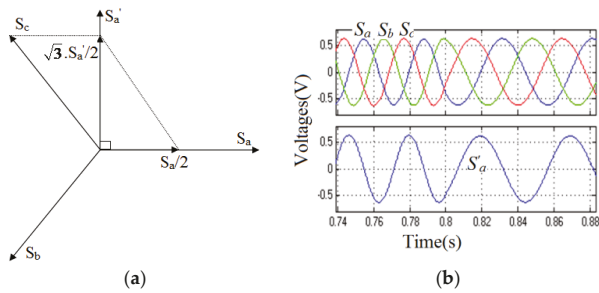 Sc
Sa'
√3.Sa'/2
Sa
Sa/2
Sb
(a)
Sa Sb Sc
0.5
0
-0.5
Voltages(V)
0.5
0
-0.5
S'a
0.74 0.76 0.78 0.8 0.82 0.84 0.86 0.88
Time(s)
(b)